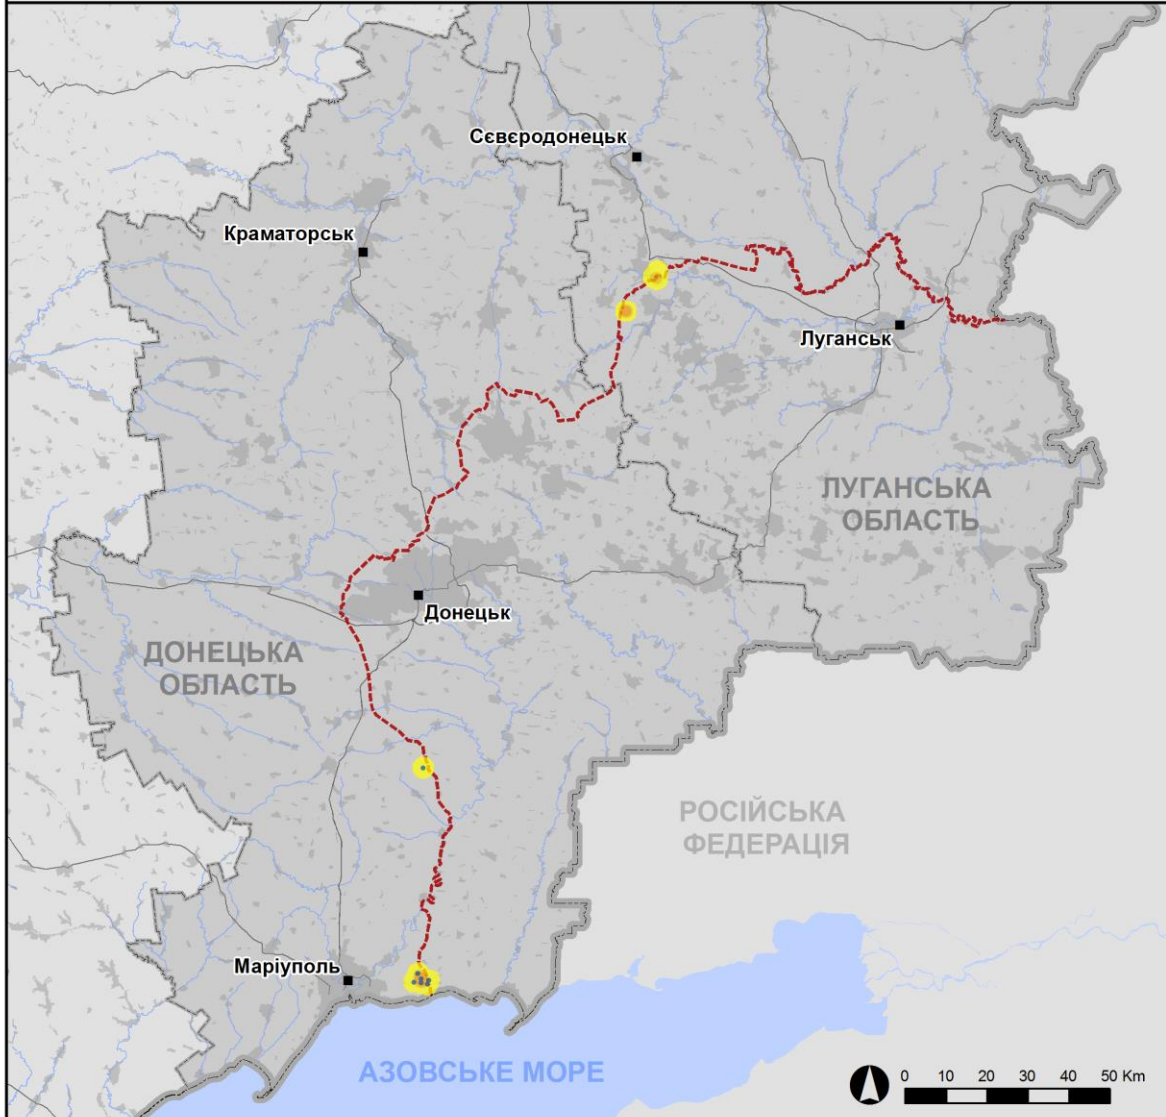 Сєвєродонецьк
Краматорськ
Луганськ
ЛУГАНСЬКА
ОБЛАСТЬ
Донецьк
ДОНЕЦЬКА
ОБЛАСТЬ
РОСІЙСЬКА
ФЕДЕРАЦІЯ
Маріуполь
АЗОВСЬКЕ МОРЕ
0 10 20 30 40 50 Km